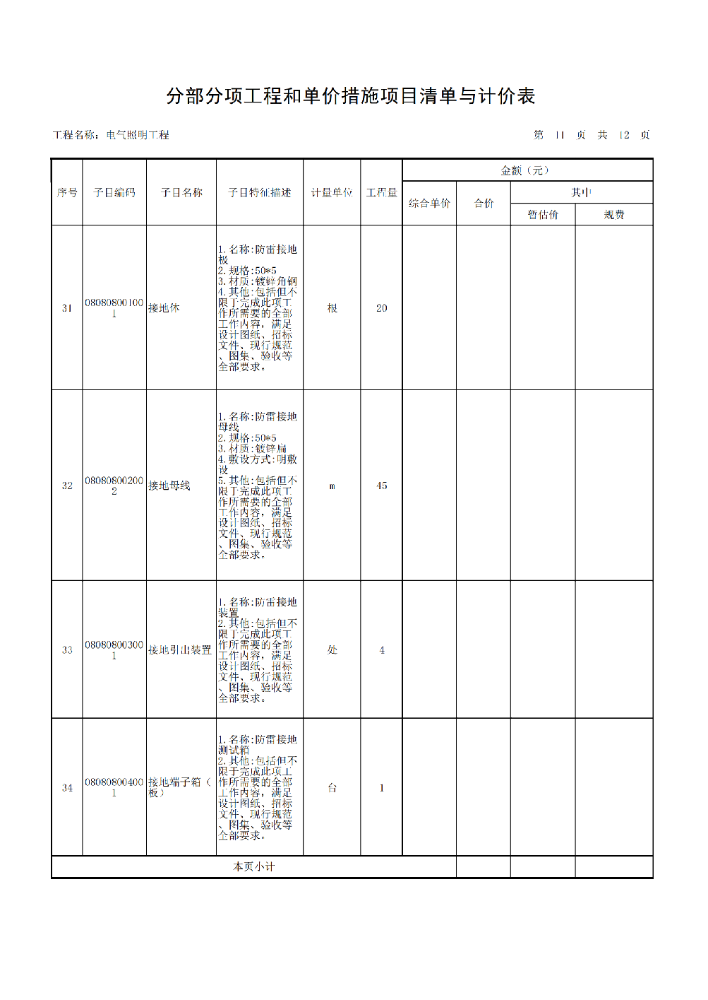 分部分项工程和单价措施项目清单与计价表
工程名称：电气照明工程
第 11 页 共 12 页
序号
子目编码
子目名称
子目特征描述
计量单位
工程量
金额（元）
综合单价
合价
其中
暂估价
规费
31
08080800100
1
接地体
1.名称:防雷接地
极
2.规格:50*5
3.材质:镀锌角钢
4.其他:包括但不
限于完成此项工
作所需要的全部
工作内容，满足
设计图纸、招标
文件、现行规范
、图集、验收等
全部要求。
根
20
32
08080800200
2
接地母线
1.名称:防雷接地
母线
2.规格:50*5
3.材质:镀锌扁
4.敷设方式:明敷
设
5.其他:包括但不
限于完成此项工
作所需要的全部
工作内容，满足
设计图纸、招标
文件、现行规范
、图集、验收等
全部要求。
m
45
33
08080800300
1
接地引出装置
1.名称:防雷接地
装置
2.其他:包括但不
限于完成此项工
作所需要的全部
工作内容，满足
设计图纸、招标
文件、现行规范
、图集、验收等
全部要求。
处
4
34
08080800400
1
接地端子箱（
板）
1.名称:防雷接地
测试箱
2.其他:包括但不
限于完成此项工
作所需要的全部
工作内容，满足
设计图纸、招标
文件、现行规范
、图集、验收等
全部要求。
台
1
本页小计